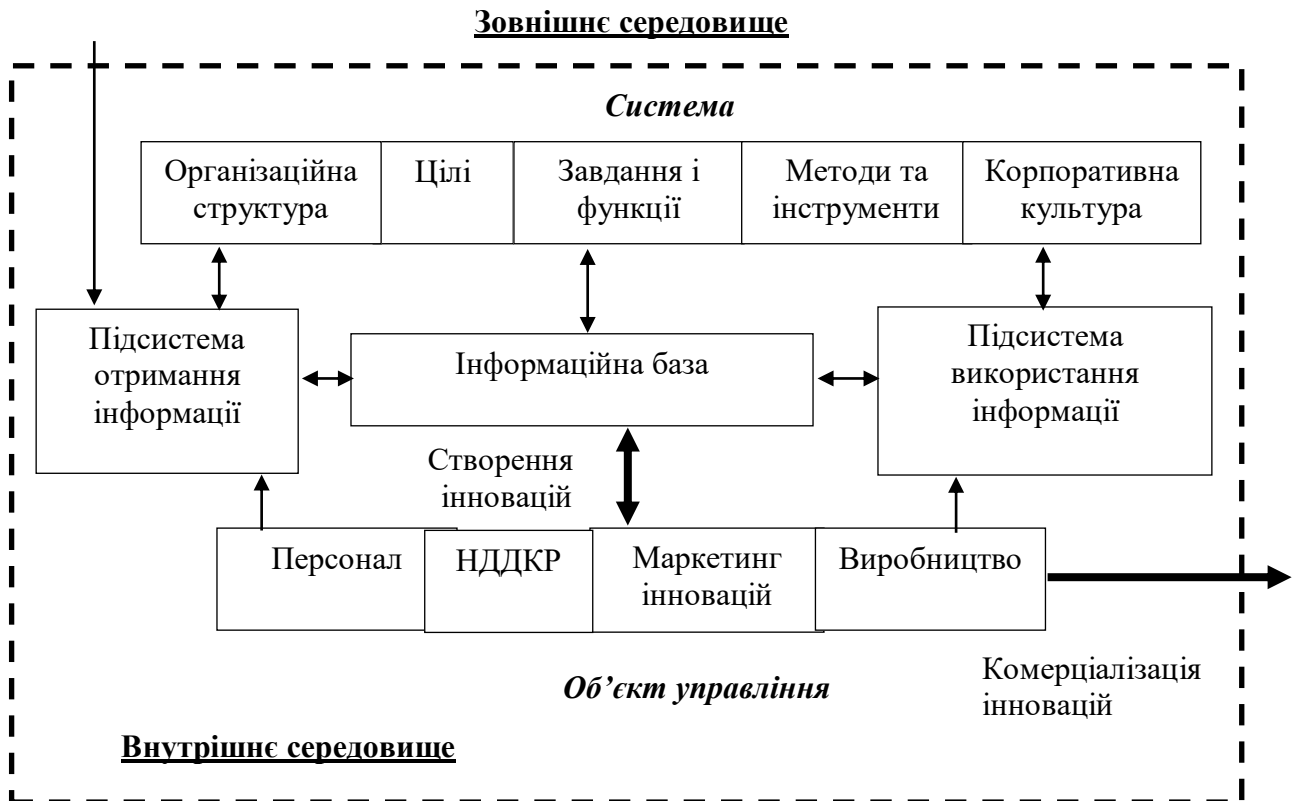 Зовнішнє середовище
Система
Організаційна
структура
Цілі
Завдання і
функції
Методи та
інструменти
Корпоративна
культура
Підсистема
отримання
інформації
Інформаційна база
Підсистема
використання
інформації
Створення
інновацій
Персонал
НДДКР
Маркетинг
інновацій
Виробництво
Об’єкт управління
Комерціалізація
інновацій
Внутрішнє середовище